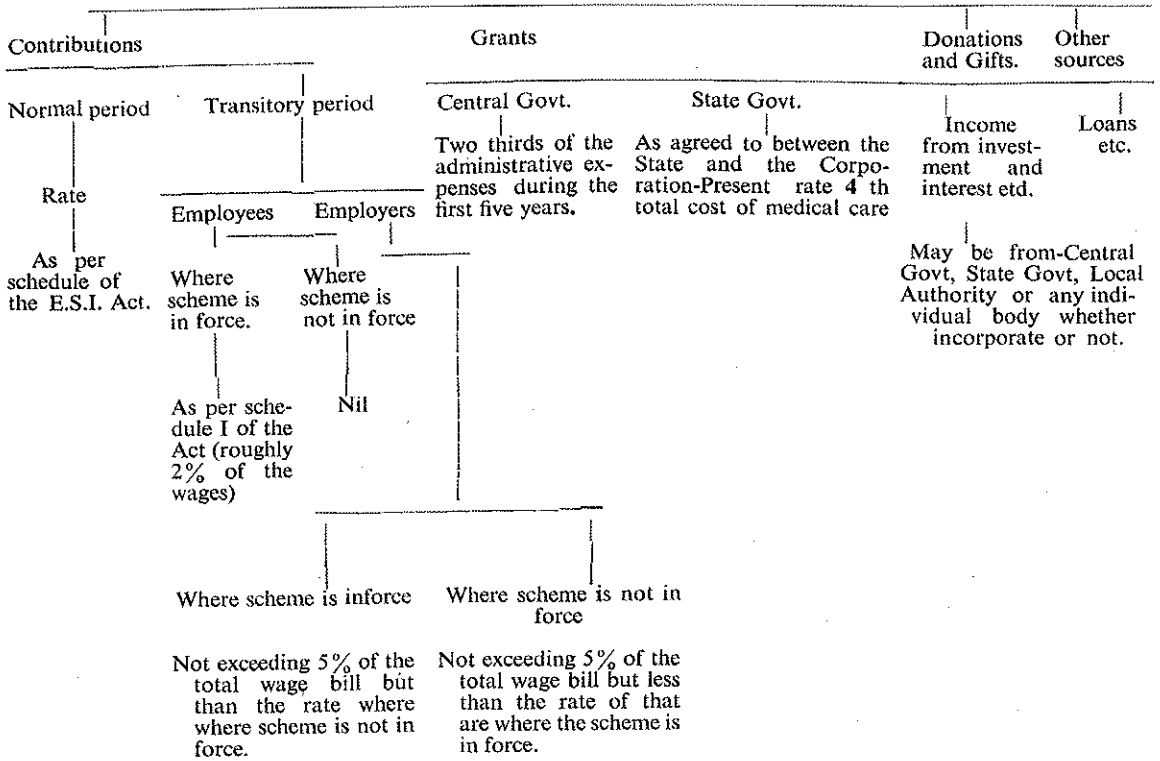 Contributions
Grants
Donations
and Gifts.
Other
sources
Normal period
Transitory period
Central Govt.
State Govt.
Two thirds of the
administrative ex-
penses during the
first five years.
As agreed to between the
State and the Corpo-
ration-Present rate 4 th
total cost of medical care
Income
from invest-
ment and
interest etd.
Loans
etc.
Rate
Employees
Employers
As per
schedule of
the E.S.I. Act.
Where
scheme is
in force.
Where
scheme is
not in force
May be from-Central
Govt, State Govt, Local
Authority or any indi-
vidual body whether
incorporate or not.
As per sche-
dule I of the
Act (roughly
2% of the
wages)
Nil
Where scheme is inforce
Where scheme is not in
force
Not exceeding 5% of the
total wage bill but
than the rate where
where scheme is not in
force.
Not exceeding 5% of the
total wage bill but less
than the rate of that
are where the scheme is
in force.